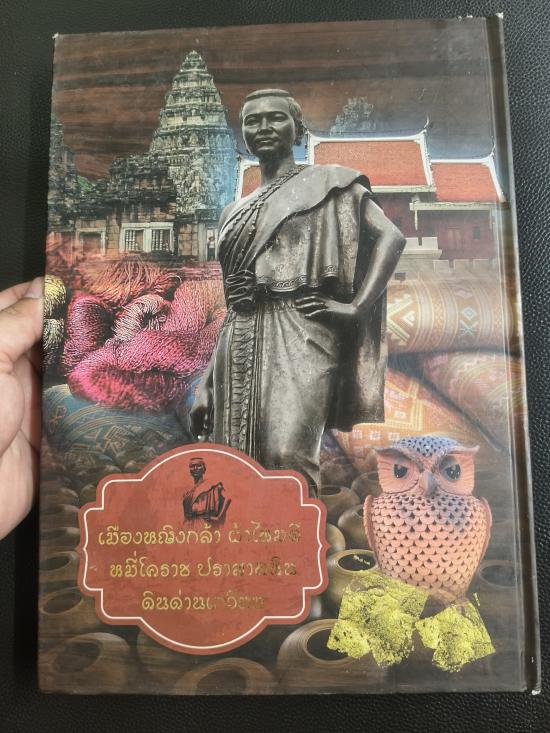 เมืองหญิงกล้า ผ้าไหมดี
หมี่โคราช ปราสาทหิน
ดินด่านเกวียน